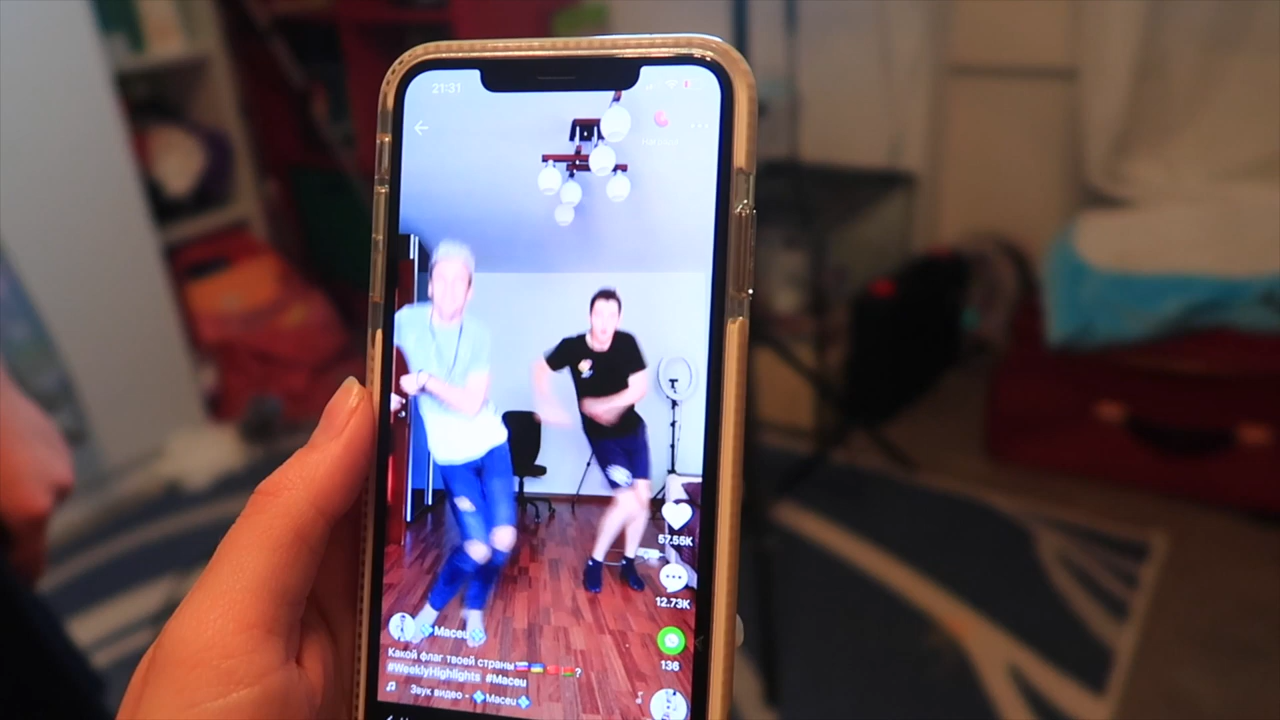 21:31
57.55K
12.73K
136
💠Maceu💠
Какой флаг твоей страны🇷🇺🇺🇦🇰🇬🇧🇾?
#WeeklyHighlights #Maceu
Звук видео - 💠Maceu💠